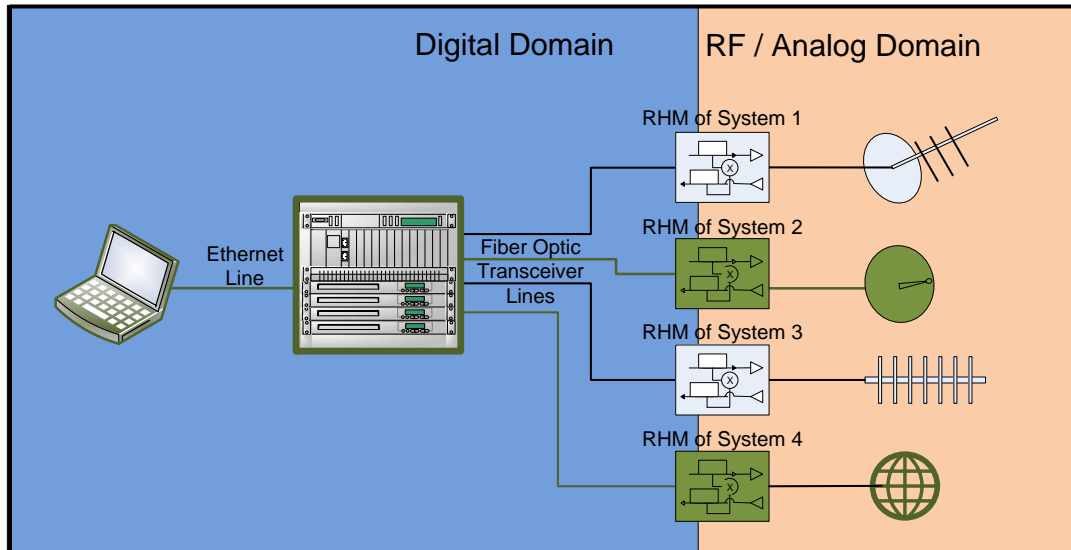 Digital Domain
RF / Analog Domain
RHM of System 1
RHM of System 2
Ethernet
Line
Fiber Optic
Transceiver
Lines
RHM of System 3
RHM of System 4
X
X
X
X